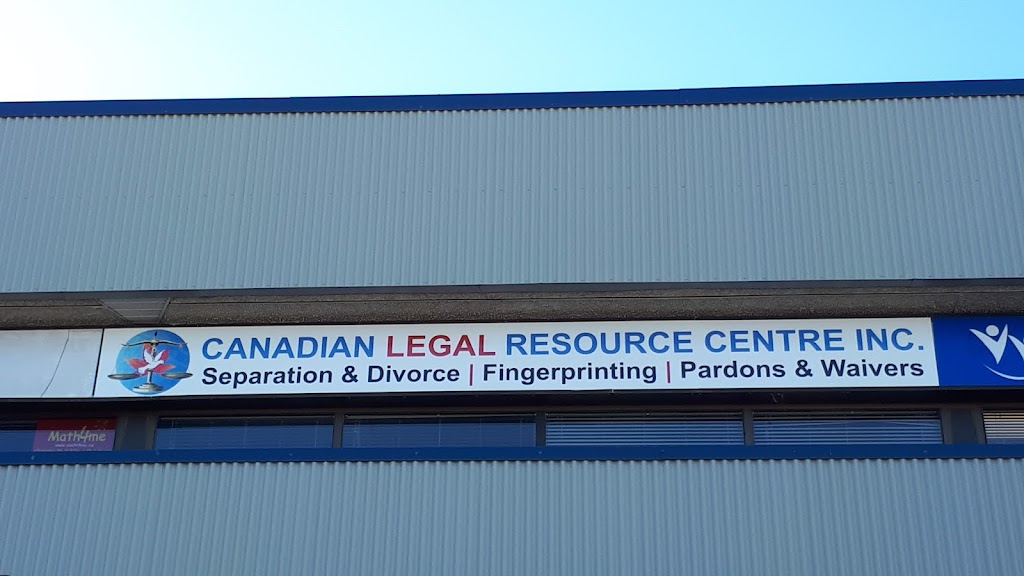 CANADIAN LEGAL RESOURCE CENTRE INC.
Separation & Divorce | Fingerprinting | Pardons & Waivers
Math4me